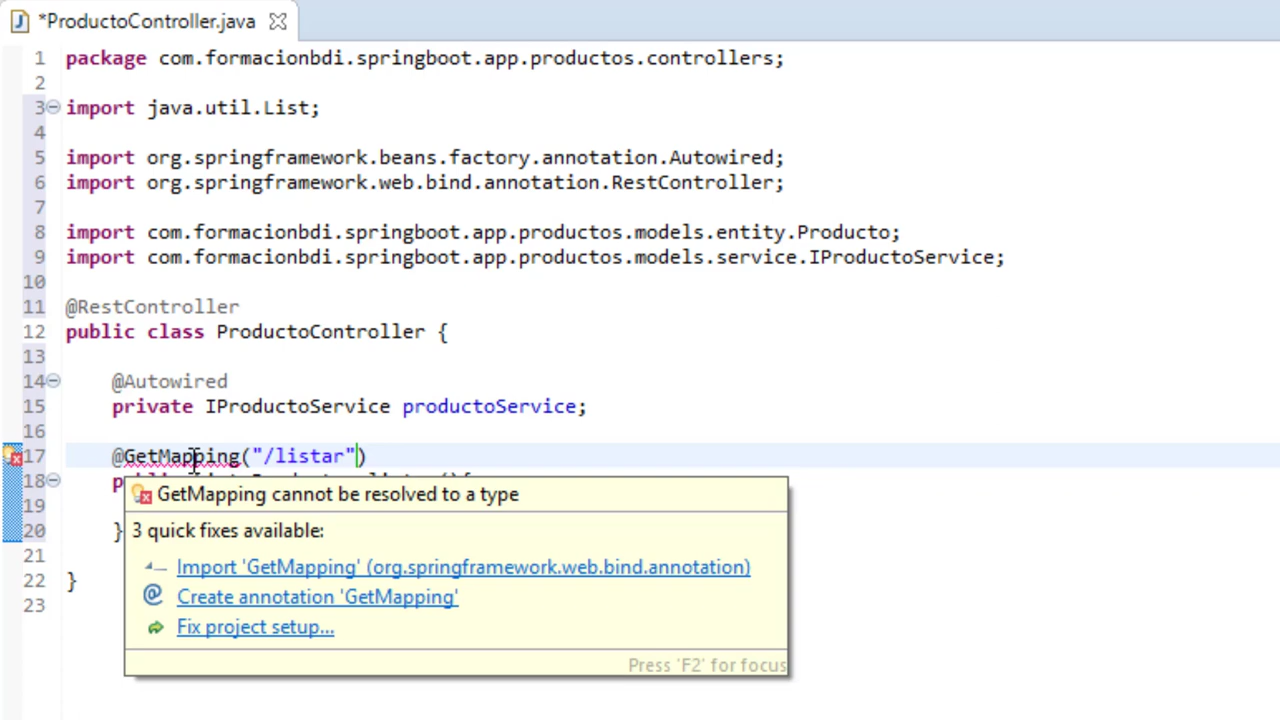 *ProductoController.java
1 package com.formacionbdi.springboot.app.productos.controllers;
2
3 import java.util.List;
4
5 import org.springframework.beans.factory.annotation.Autowired;
6 import org.springframework.web.bind.annotation.RestController;
7
8 import com.formacionbdi.springboot.app.productos.models.entity.Producto;
9 import com.formacionbdi.springboot.app.productos.models.service.IProductoService;
10
11 @RestController
12 public class ProductoController {
13
14 @Autowired
15 private IProductoService productoService;
16
17 @GetMapping("/listar")
18 p
GetMapping cannot be resolved to a type
19
3 quick fixes available:
20 }
Import 'GetMapping' (org.springframework.web.bind.annotation)
Create annotation 'GetMapping'
Fix project setup...
Press 'F2' for focus
21
22 }
23